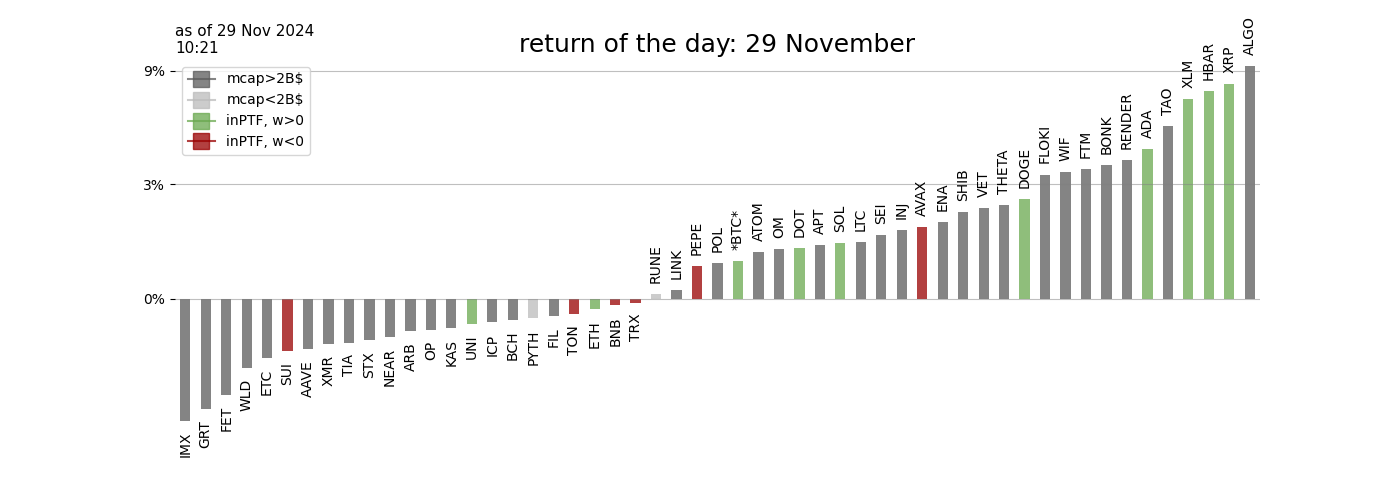 as of 29 Nov 2024
10:21
return of the day: 29 November
9%
3%
0%
mcap>2B$
mcap<2B$
inPTF, w>0
inPTF, w<0
IMX
GRT
FET
WLD
ETC
SUI
AAVE
XMR
TIA
STX
NEAR
ARB
OP
KAS
UNI
ICP
BCH
PYTH
FIL
TON
ETH
BNB
TRX
RUNE
LINK
PEPE
POL
*BTC*
ATOM
OM
DOT
APT
SOL
LTC
SEI
INJ
AVAX
ENA
SHIB
VET
THETA
DOGE
FLOKI
WIF
FTM
BONK
RENDER
ADA
TAO
XLM
HBAR
XRP
ALGO